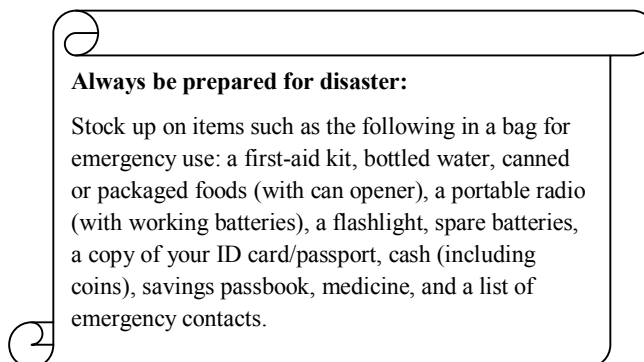 Always be prepared for disaster:
Stock up on items such as the following in a bag for
emergency use: a first-aid kit, bottled water, canned
or packaged foods (with can opener), a portable radio
(with working batteries), a flashlight, spare batteries,
a copy of your ID card/passport, cash (including
coins), savings passbook, medicine, and a list of
emergency contacts.